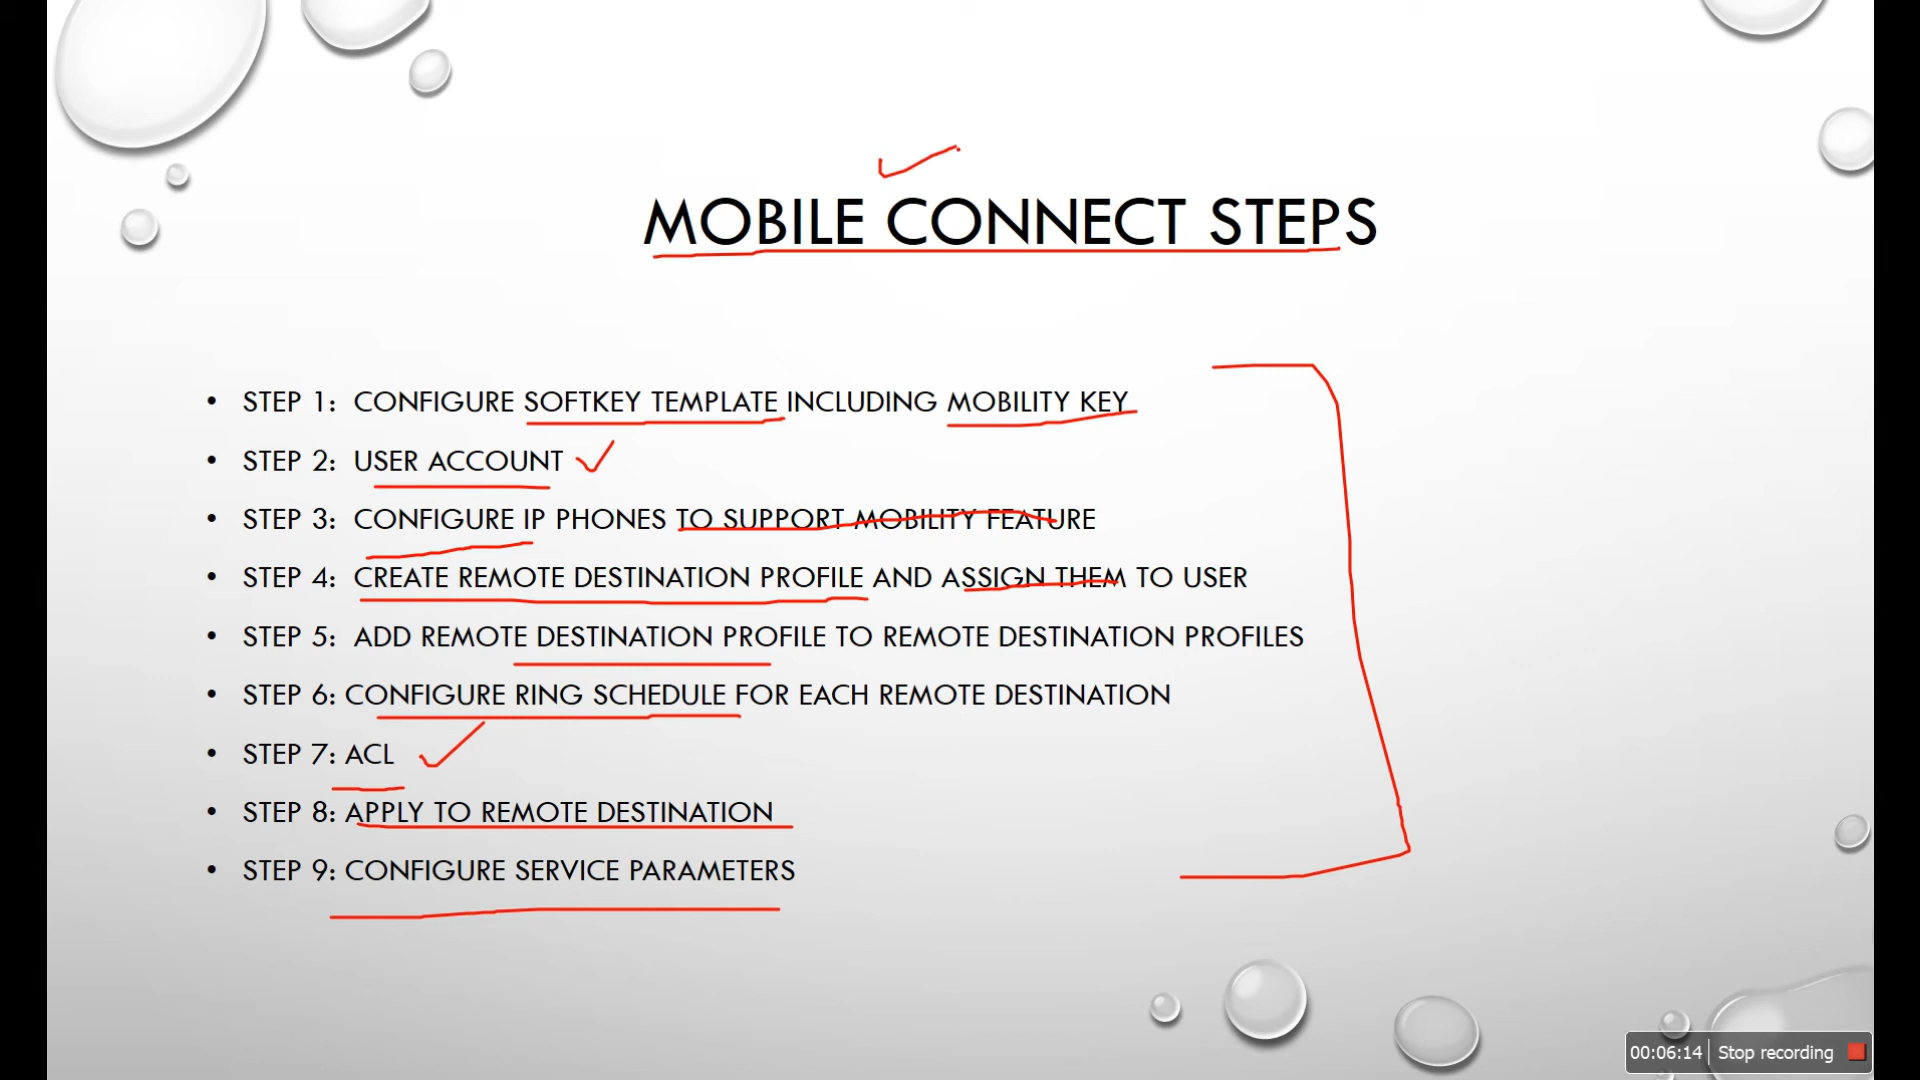 MOBILE CONNECT STEPS
• STEP 1: CONFIGURE SOFTKEY TEMPLATE INCLUDING MOBILITY KEY
• STEP 2: USER ACCOUNT
• STEP 3: CONFIGURE IP PHONES TO SUPPORT MOBILITY FEATURE
• STEP 4: CREATE REMOTE DESTINATION PROFILE AND ASSIGN THEM TO USER
• STEP 5: ADD REMOTE DESTINATION PROFILE TO REMOTE DESTINATION PROFILES
• STEP 6: CONFIGURE RING SCHEDULE FOR EACH REMOTE DESTINATION
• STEP 7: ACL
• STEP 8: APPLY TO REMOTE DESTINATION
• STEP 9: CONFIGURE SERVICE PARAMETERS
00:06:14 Stop recording